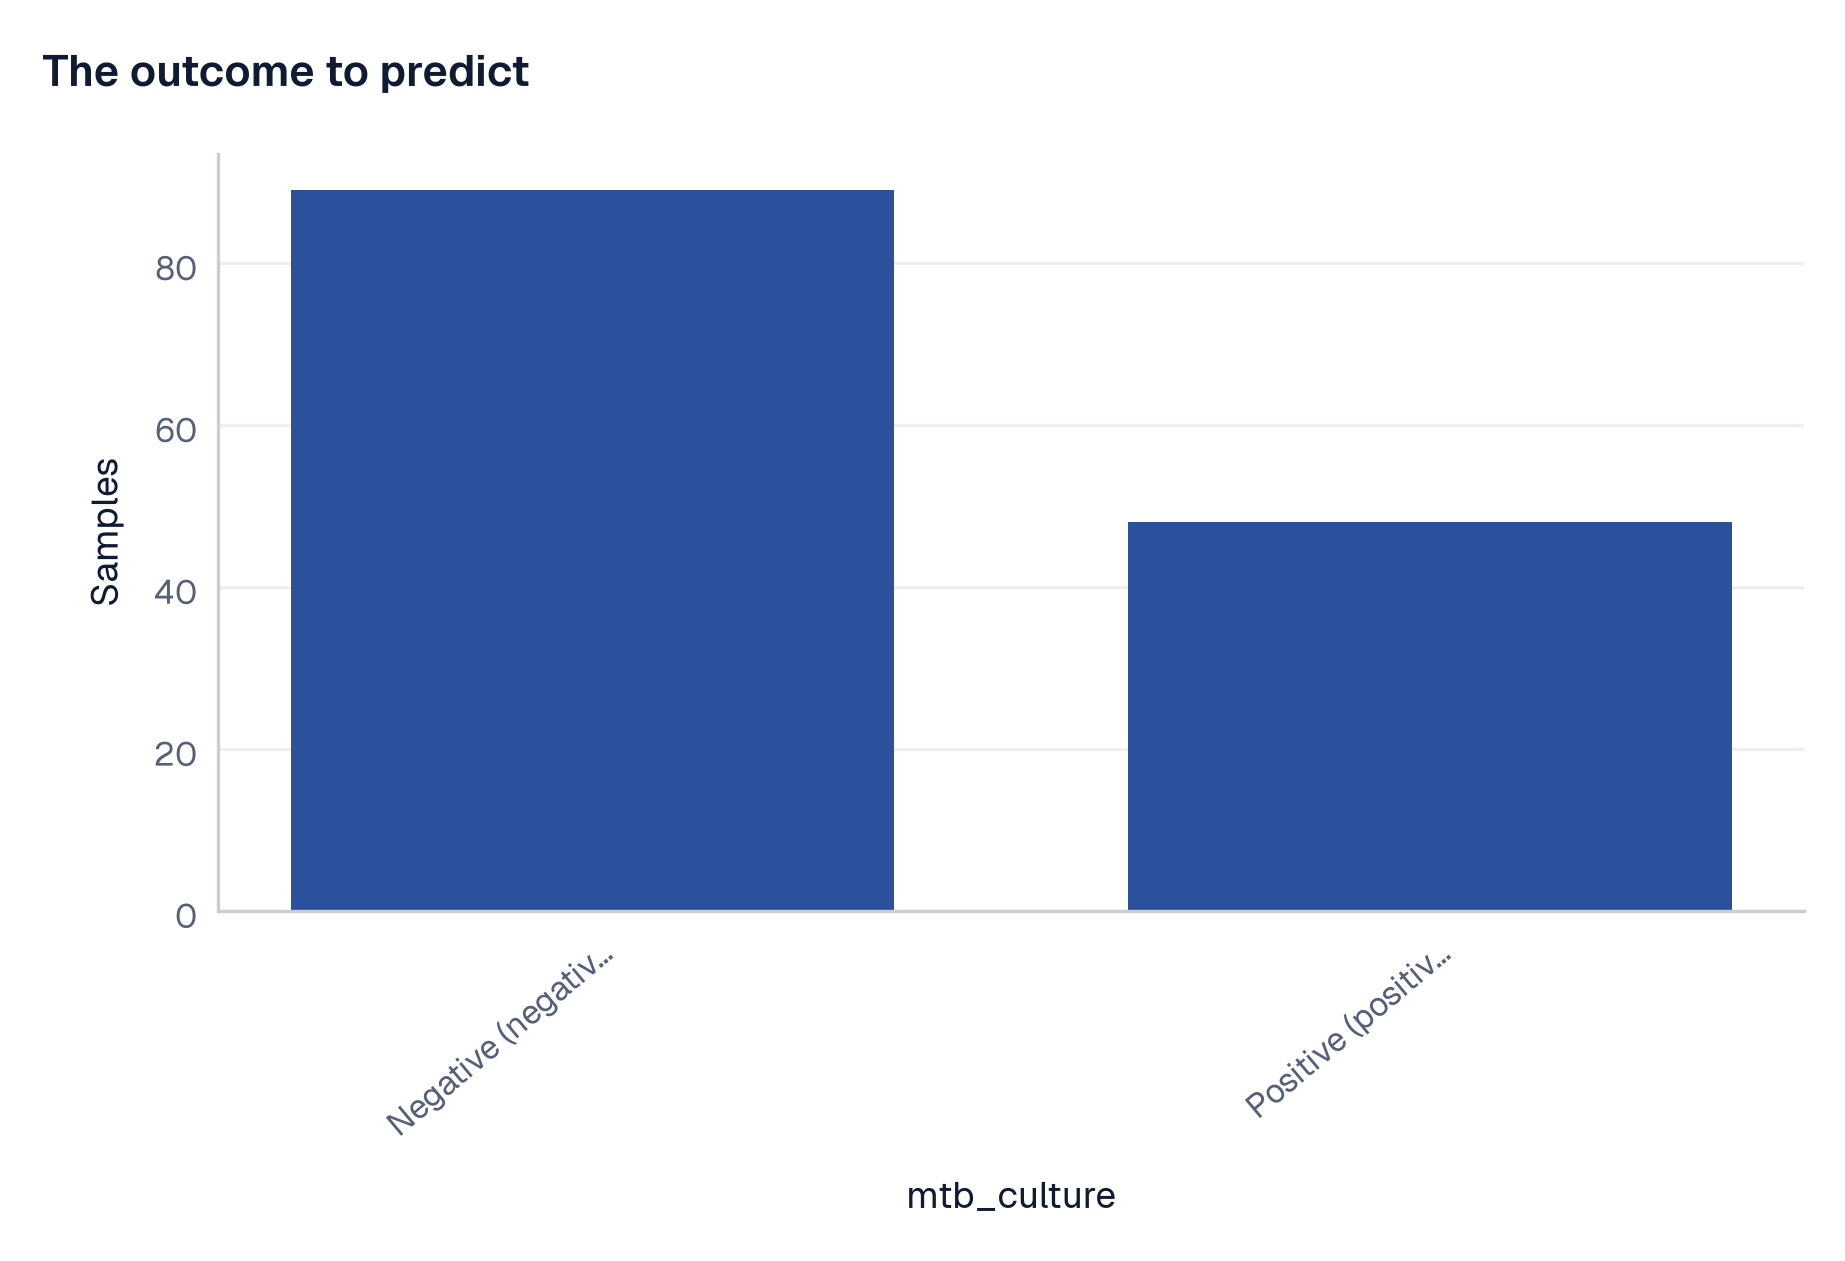 The outcome to predict
Samples
80
60
40
20
0
Negative (negativ...
Positive (positiv...
mtb_culture